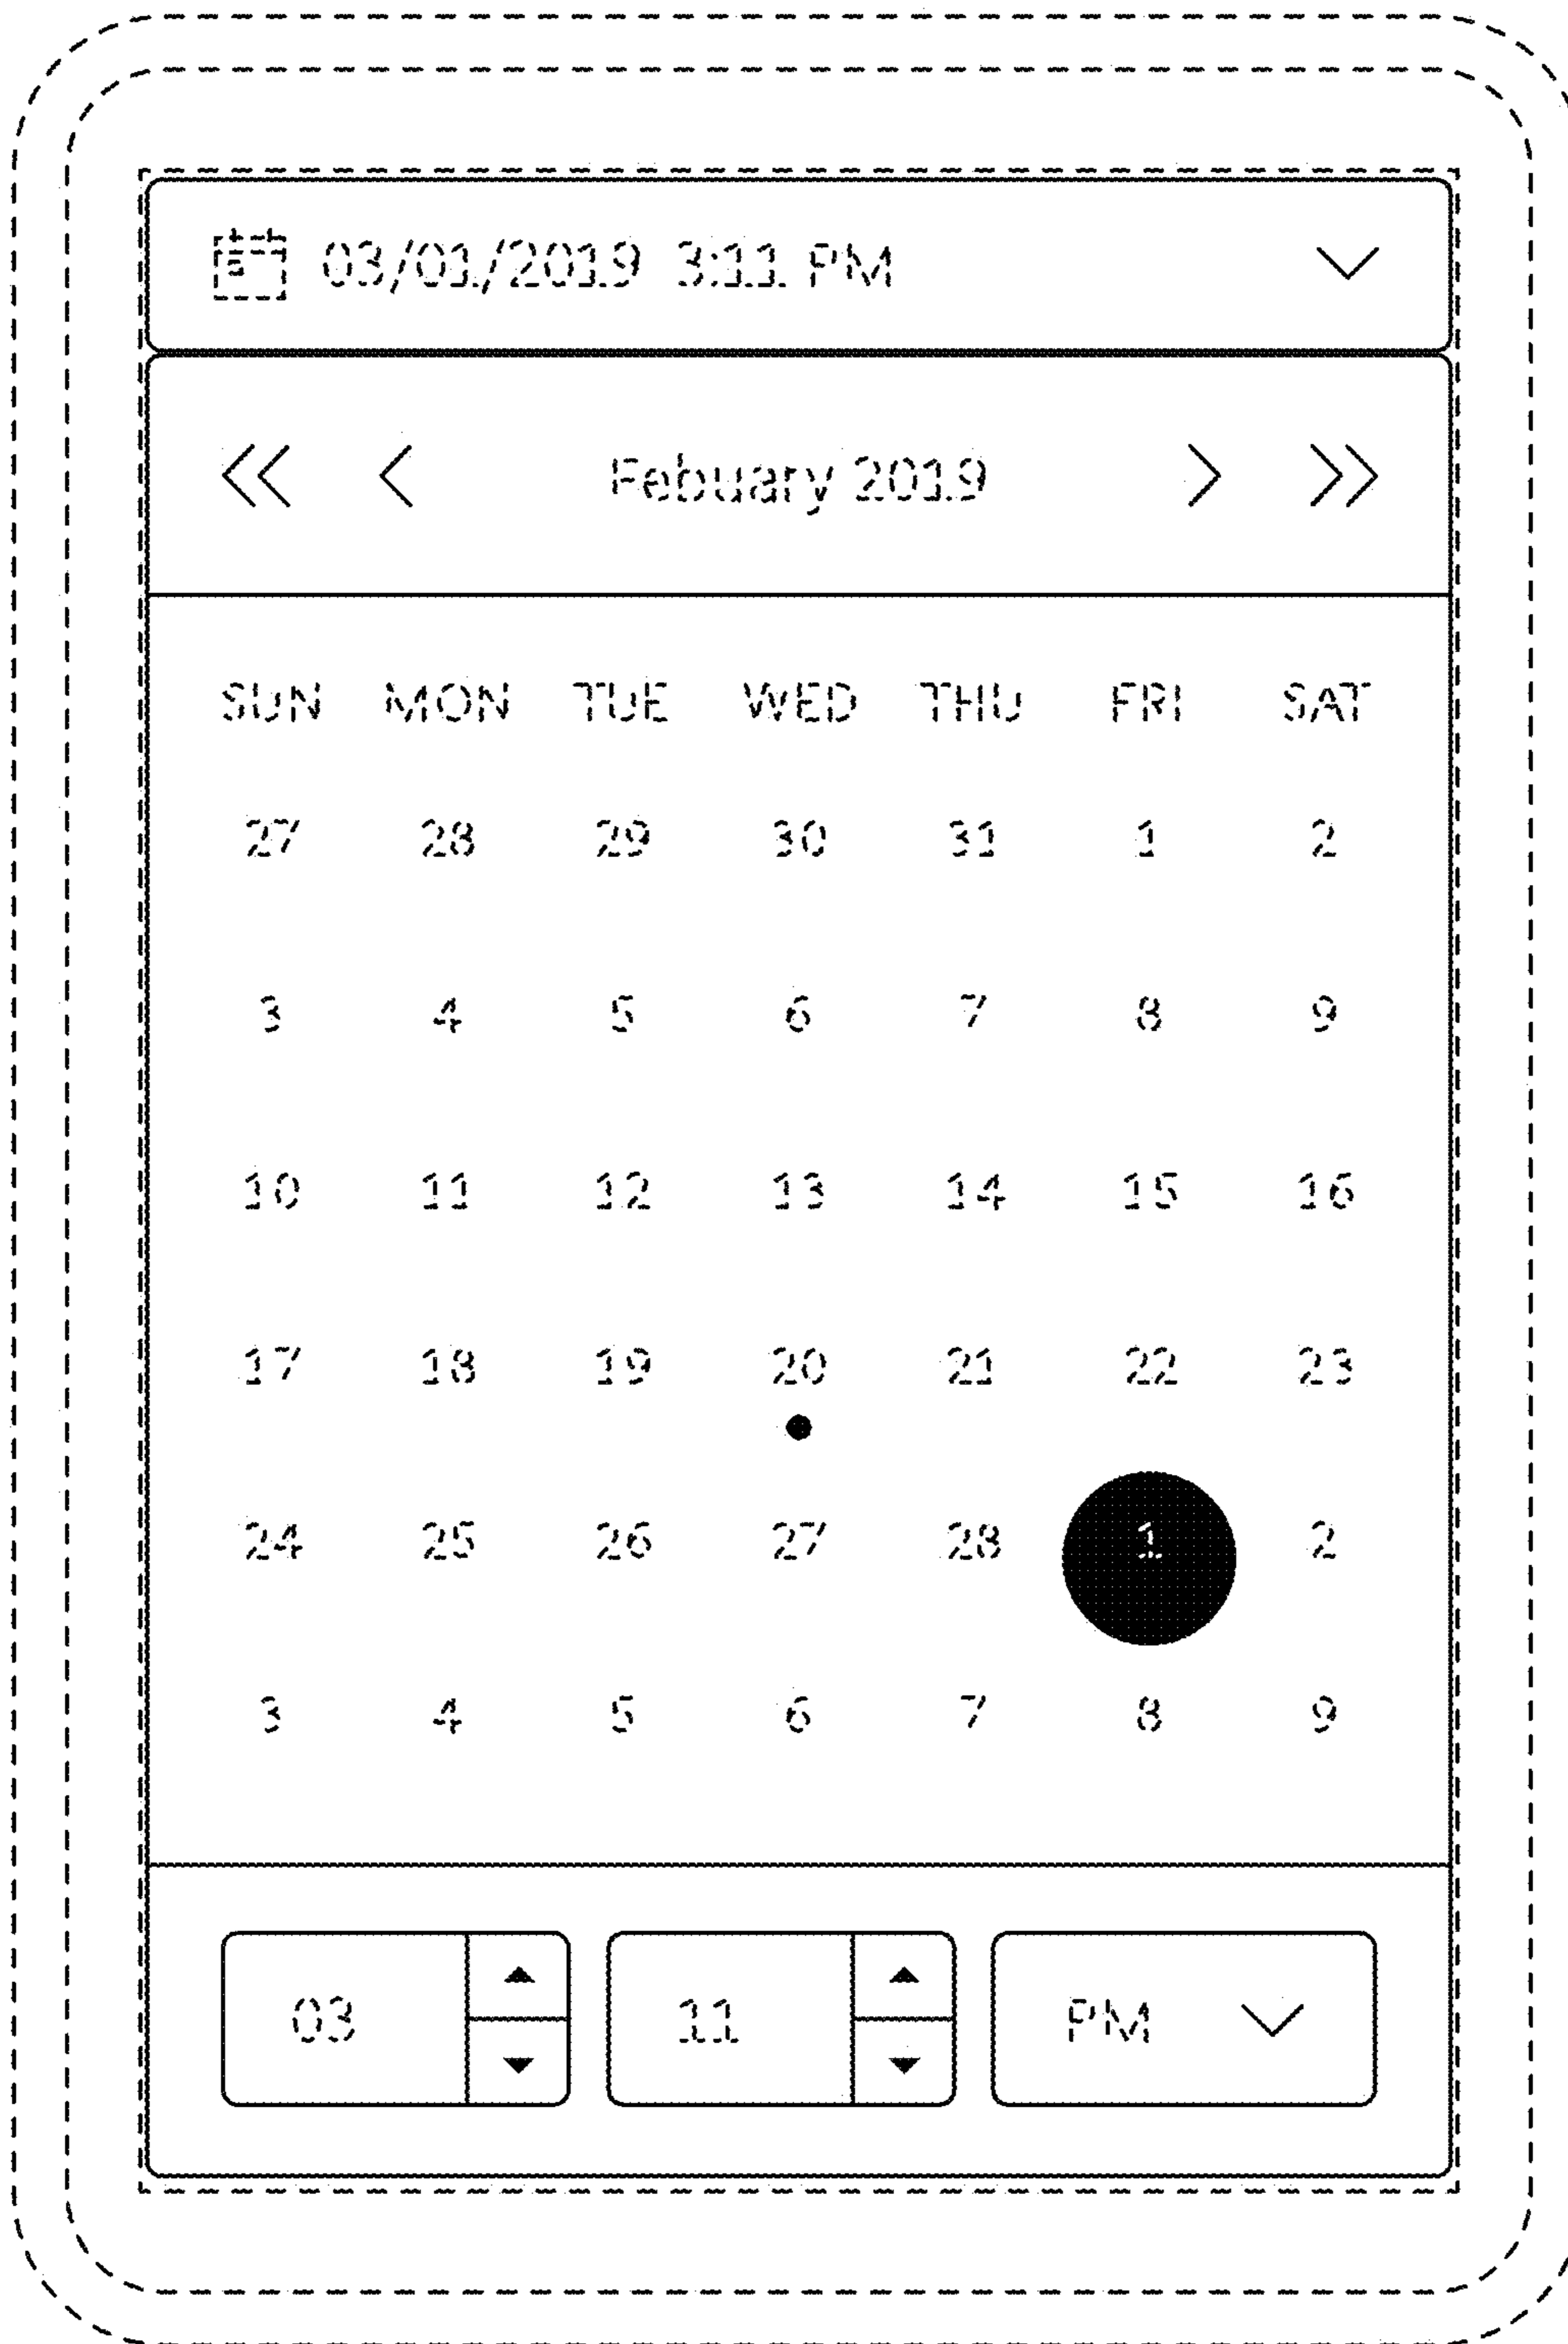 03/01/2019 3:11 PM
Febuary 2019
SUN MON TUE WED THU FRI SAT
27 28 29 30 31 1 2
3 4 5 6 7 8 9
10 11 12 13 14 15 16
17 18 19 20 21 22 23
24 25 26 27 28 1 2
3 4 5 6 7 8 9
03 11 PM